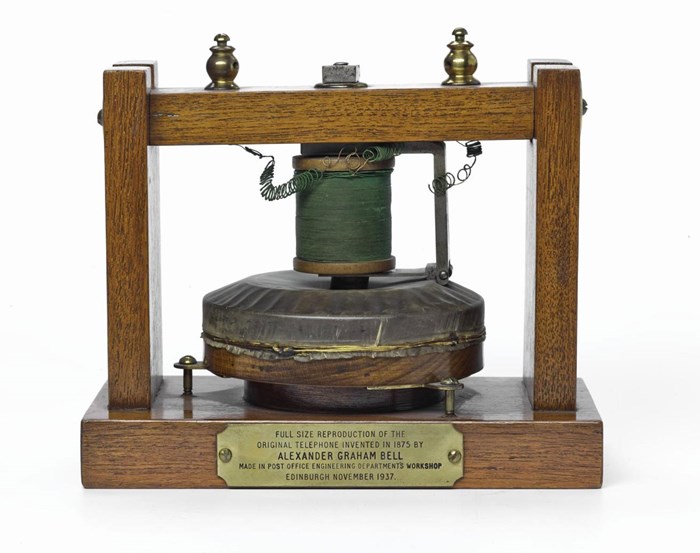 FULL SIZE REPRODUCTION OF THE
ORIGINAL TELEPHONE INVENTED IN 1875 BY
ALEXANDER GRAHAM BELL
MADE IN POST OFFICE ENGINEERING DEPARTMENTS WORKSHOP
EDINBURGH NOVEMBER 1937.